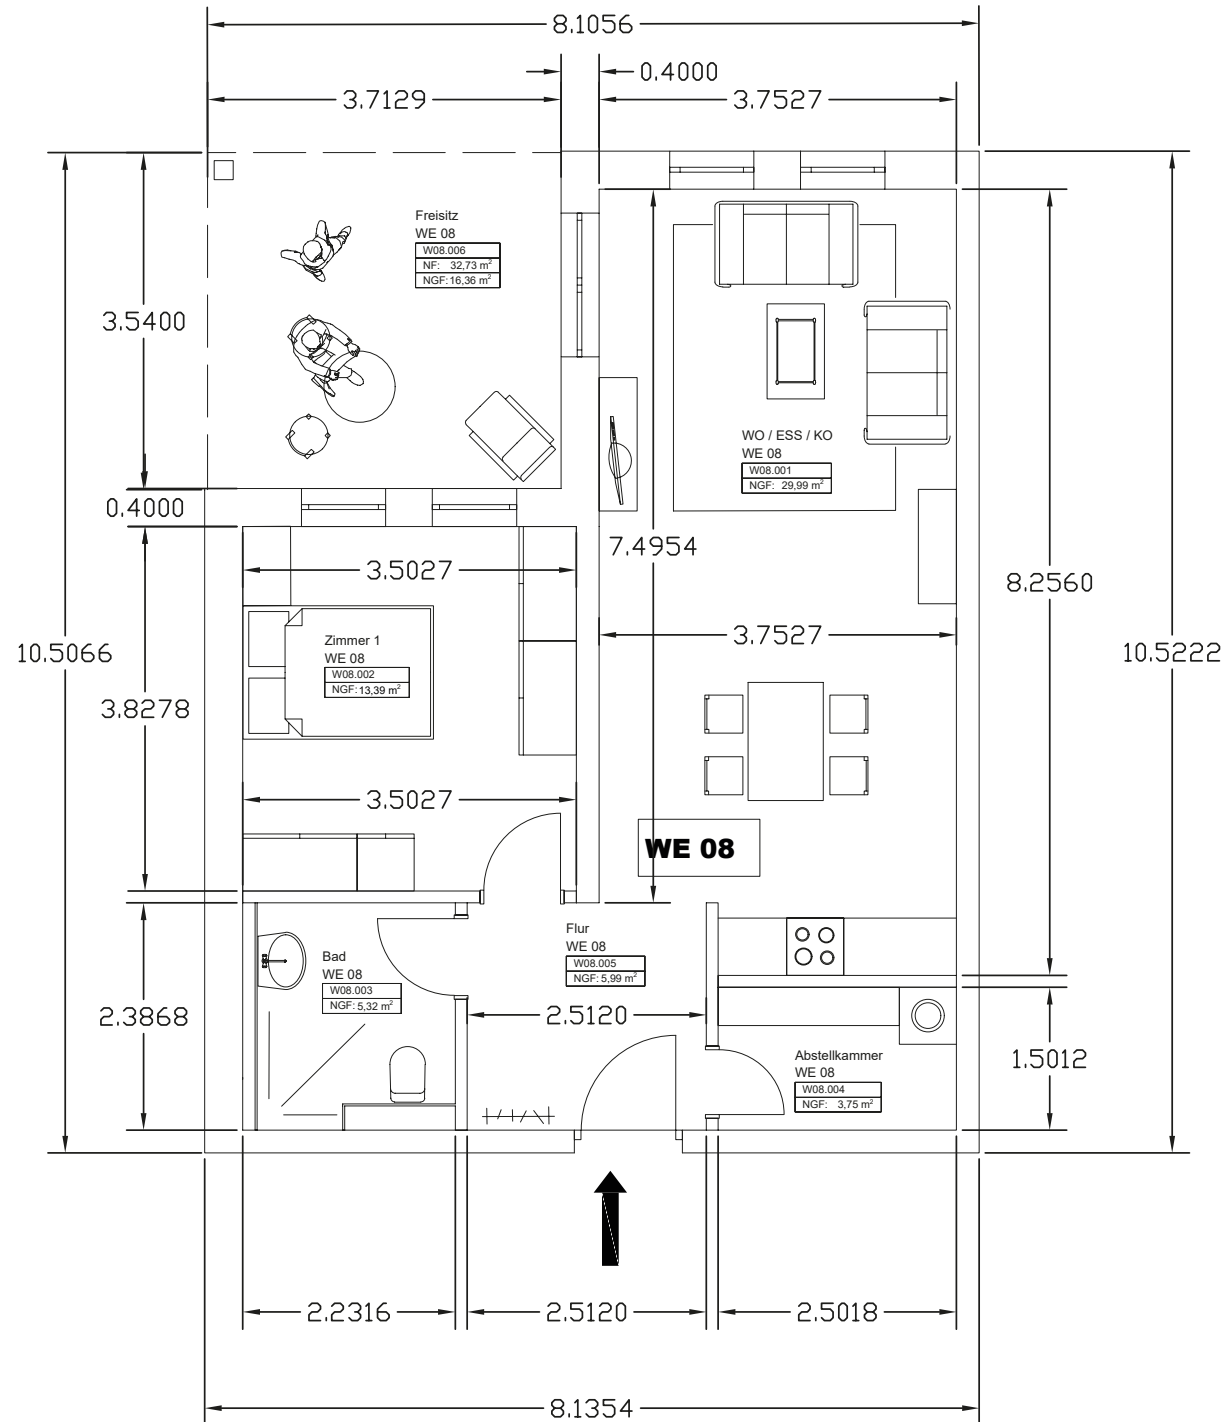 8.1056
0.4000
3.7129
3.7527
Freisitz
WE 08
W08.006
NF: 32,73 m²
NGF: 16,36 m²
3.5400
WO / ESS / KO
WE 08
W08.001
NGF: 29,99 m²
0.4000
7.4954
3.5027
8.2560
3.7527
10.5066
10.5222
Zimmer 1
WE 08
W08.002
NGF: 13,39 m²
3.8278
3.5027
WE 08
Flur
WE 08
W08.005
NGF: 5,99 m²
Bad
WE 08
W08.003
NGF: 5,32 m²
2.3868
2.5120
Abstellkammer
WE 08
W08.004
NGF: 3,75 m²
1.5012
2.2316
2.5120
2.5018
8.1354